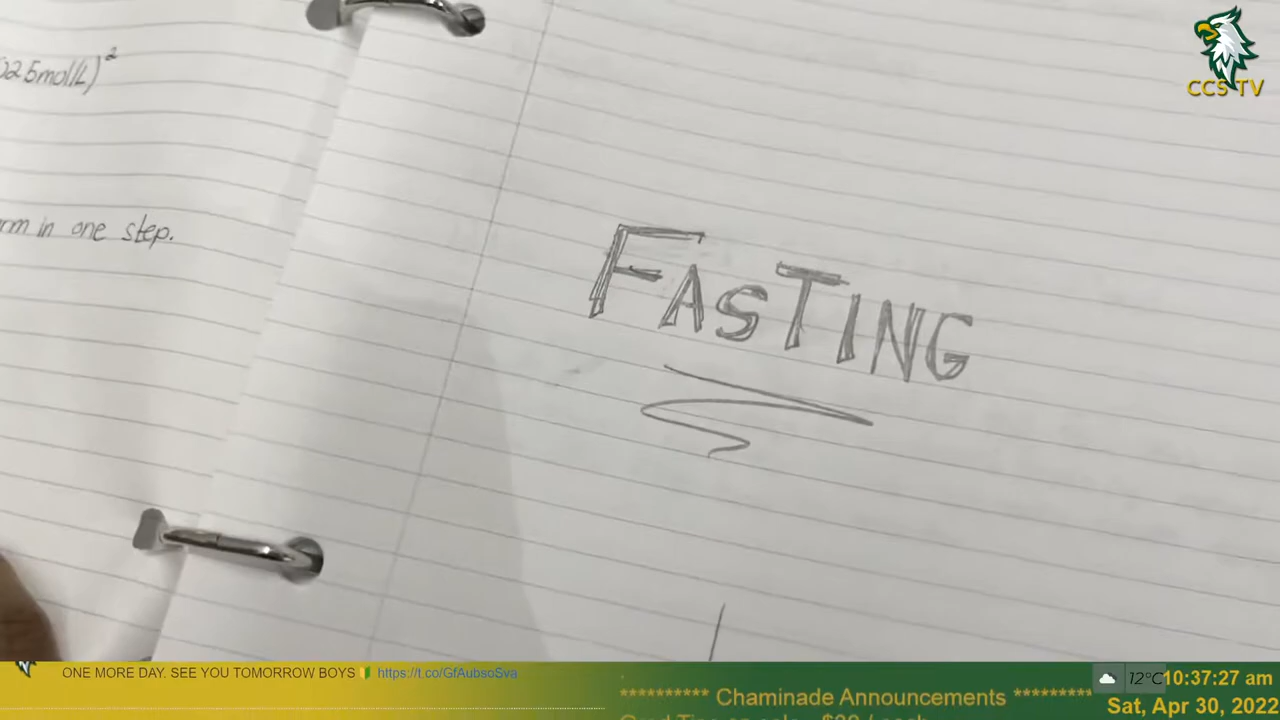 CCS TV
025mol/L)²
rm in one step.
FASTING
ONE MORE DAY. SEE YOU TOMORROW BOYS https://t.co/GfAubsoSva
********** Chaminade Announcements *********
12°C
10:37:27 am
Sat, Apr 30, 2022